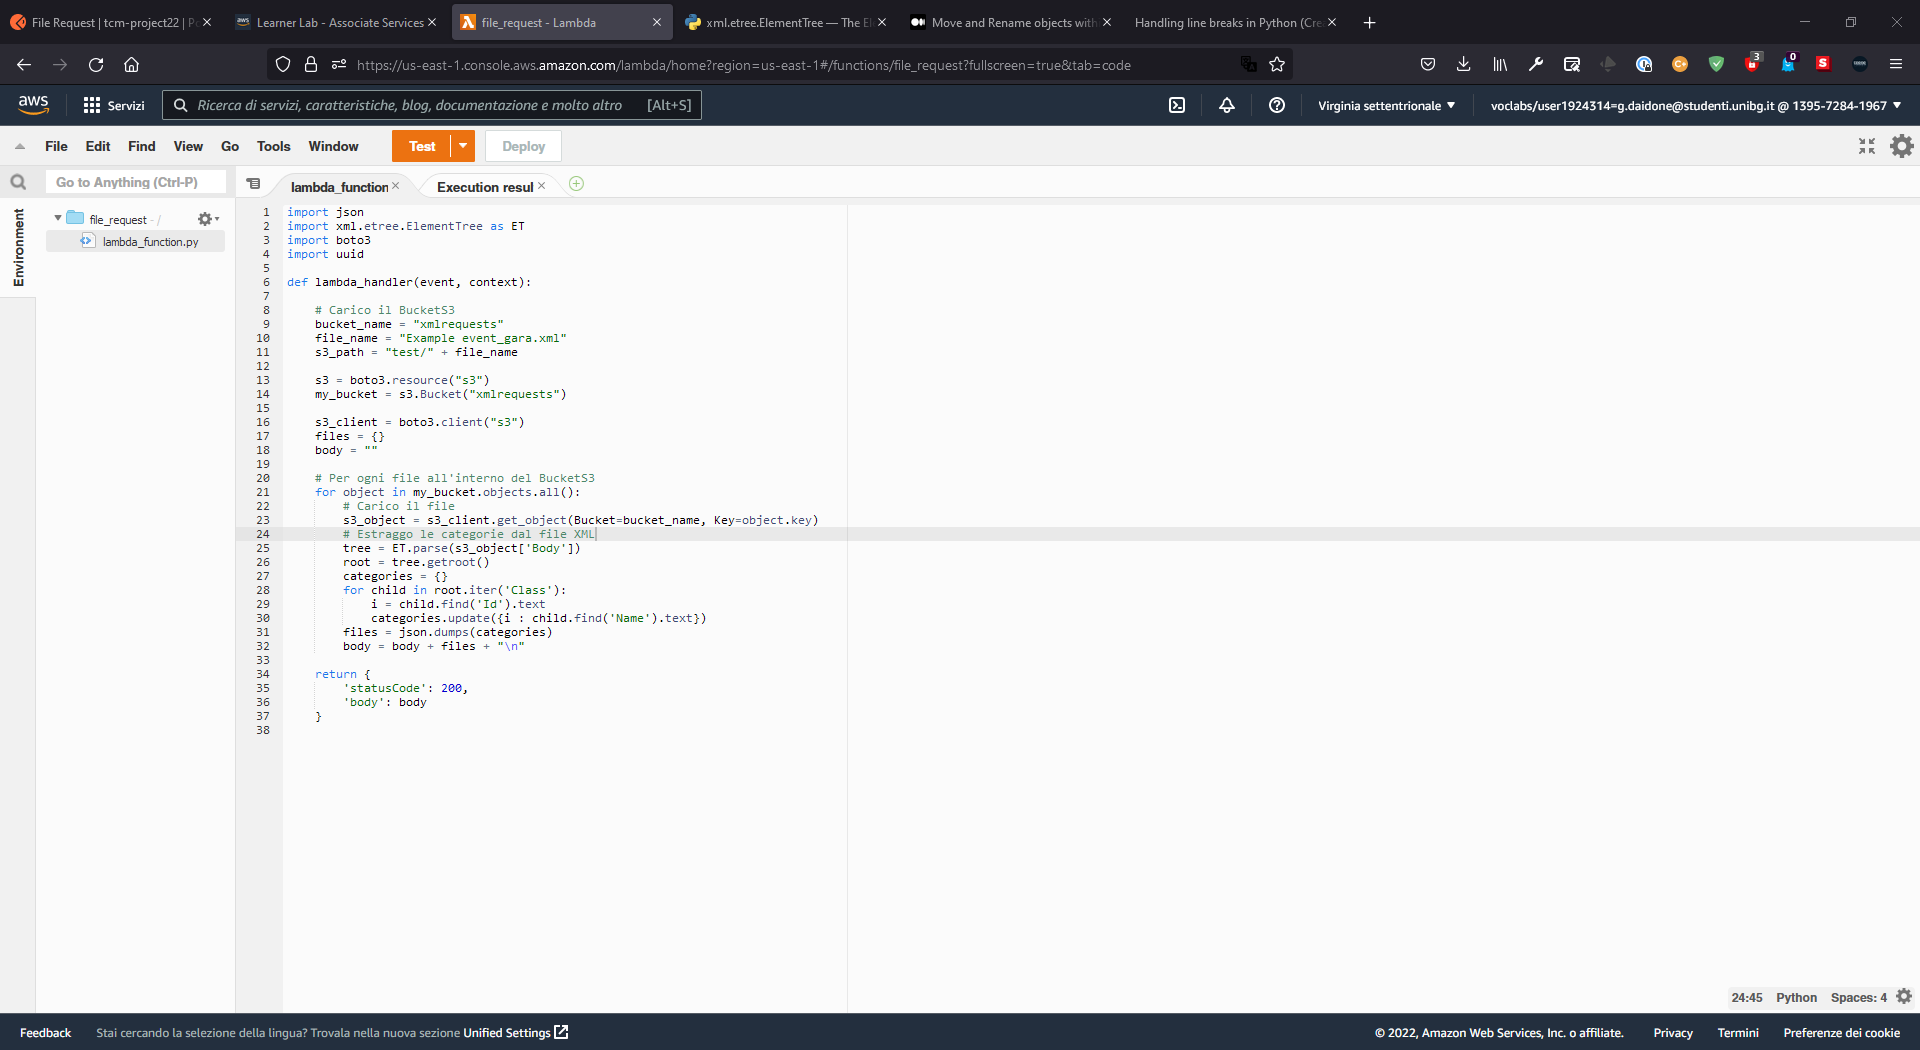 File Request | tcm-project22 | P
Learner Lab - Associate Services
file_request - Lambda
xml.etree.ElementTree — The El
Move and Rename objects with
Handling line breaks in Python (Cre
https://us-east-1.console.aws.amazon.com/lambda/home?region=us-east-1#/functions/file_request?fullscreen=true&tab=code
3
0
aws
Servizi
Ricerca di servizi, caratteristiche, blog, documentazione e molto altro [Alt+S]
Virginia settentrionale
voclabs/user1924314=g.daidone@studenti.unibg.it @ 1395-7284-1967
File Edit Find View Go Tools Window Test Deploy
Go to Anything (Ctrl-P)
lambda_function
Execution resul
Environment
file_request - /
lambda_function.py
1 import json
2 import xml.etree.ElementTree as ET
3 import boto3
4 import uuid
5
6 def lambda_handler(event, context):
7
8 # Carico il BucketS3
9 bucket_name = "xmlrequests"
10 file_name = "Example event_gara.xml"
11 s3_path = "test/" + file_name
12
13 s3 = boto3.resource("s3")
14 my_bucket = s3.Bucket("xmlrequests")
15
16 s3_client = boto3.client("s3")
17 files = {}
18 body = ""
19
20 # Per ogni file all'interno del BucketS3
21 for object in my_bucket.objects.all():
22 # Carico il file
23 s3_object = s3_client.get_object(Bucket=bucket_name, Key=object.key)
24 # Estraggo le categorie dal file XML
25 tree = ET.parse(s3_object['Body'])
26 root = tree.getroot()
27 categories = {}
28 for child in root.iter('Class'):
29 i = child.find('Id').text
30 categories.update({i : child.find('Name').text})
31 files = json.dumps(categories)
32 body = body + files + "\n"
33
34 return {
35 'statusCode': 200,
36 'body': body
37 }
38
24:45 Python Spaces: 4
Feedback
Stai cercando la selezione della lingua? Trovala nella nuova sezione Unified Settings
© 2022, Amazon Web Services, Inc. o affiliate.
Privacy
Termini
Preferenze dei cookie